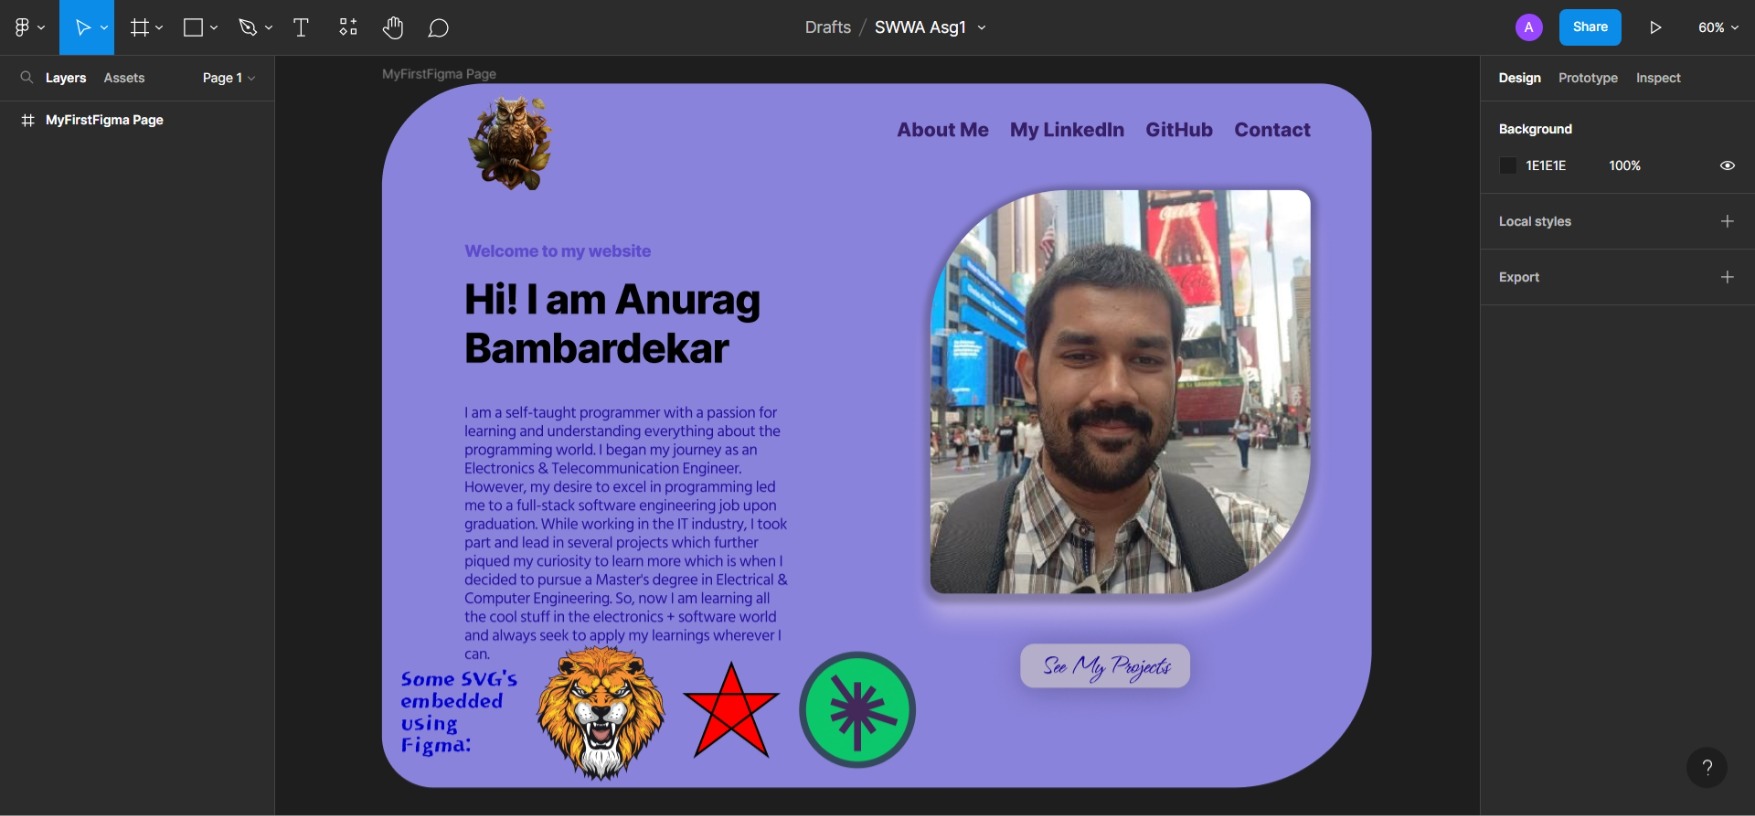 Drafts / SWWA Asg1
A
Share
60%
Layers
Assets
Page 1
MyFirstFigma Page
MyFirstFigma Page
About Me
My LinkedIn
GitHub
Contact
Welcome to my website
Hi! I am Anurag
Bambardekar
I am a self-taught programmer with a passion for
learning and understanding everything about the
programming world. I began my journey as an
Electronics & Telecommunication Engineer.
However, my desire to excel in programming led
me to a full-stack software engineering job upon
graduation. While working in the IT industry, I took
part and lead in several projects which further
piqued my curiosity to learn more which is when I
decided to pursue a Master's degree in Electrical &
Computer Engineering. So, now I am learning all
the cool stuff in the electronics + software world
and always seek to apply my learnings wherever I
can.
Some SVG's
embedded
using
Figma:
Coca-Cola
See My Projects
Design
Prototype
Inspect
Background
1E1E1E
100%
Local styles
Export
?